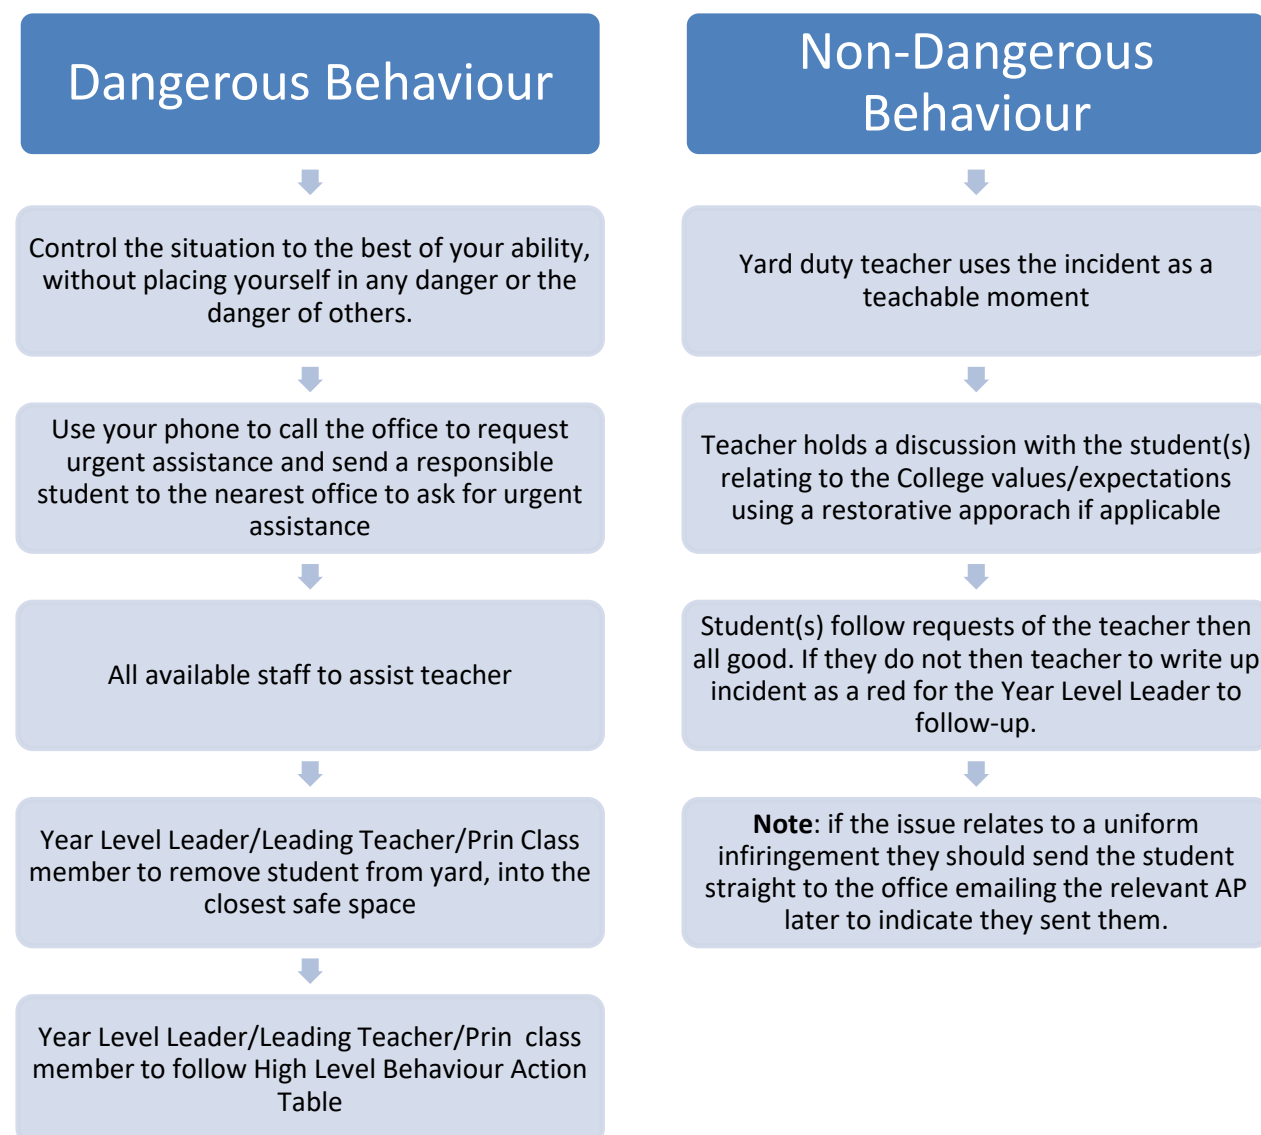 Dangerous Behaviour
Control the situation to the best of your ability,
without placing yourself in any danger or the
danger of others.
Use your phone to call the office to request
urgent assistance and send a responsible
student to the nearest office to ask for urgent
assistance
All available staff to assist teacher
Year Level Leader/Leading Teacher/Prin Class
member to remove student from yard, into the
closest safe space
Year Level Leader/Leading Teacher/Prin  class
member to follow High Level Behaviour Action
Table
Non-Dangerous
Behaviour
Yard duty teacher uses the incident as a
teachable moment
Teacher holds a discussion with the student(s)
relating to the College values/expectations
using a restorative apporach if applicable
Student(s) follow requests of the teacher then
all good. If they do not then teacher to write up
incident as a red for the Year Level Leader to
follow-up.
Note: if the issue relates to a uniform
infiringement they should send the student
straight to the office emailing the relevant AP
later to indicate they sent them.